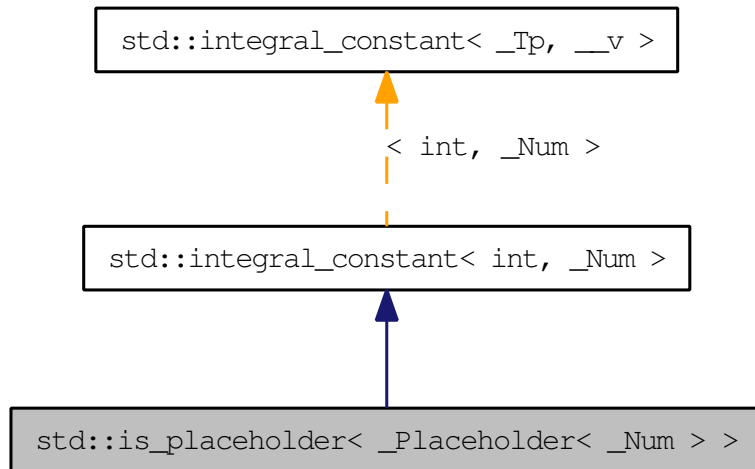 std::integral_constant< _Tp, __v >
< int, _Num >
std::integral_constant< int, _Num >
std::is_placeholder< _Placeholder< _Num > >